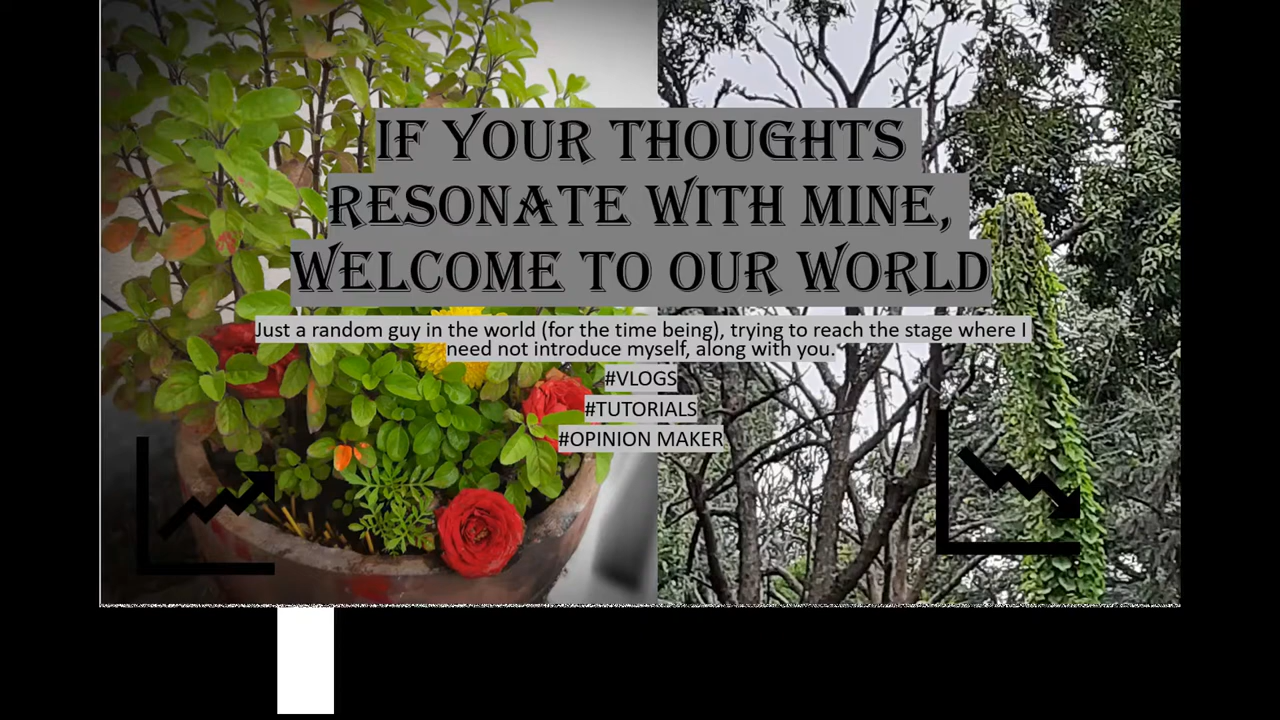 IF YOUR THOUGHTS
RESONATE WITH MINE,
WELCOME TO OUR WORLD
Just a random guy in the world (for the time being), trying to reach the stage where I
need not introduce myself, along with you.
#VLOGS
#TUTORIALS
#OPINION MAKER